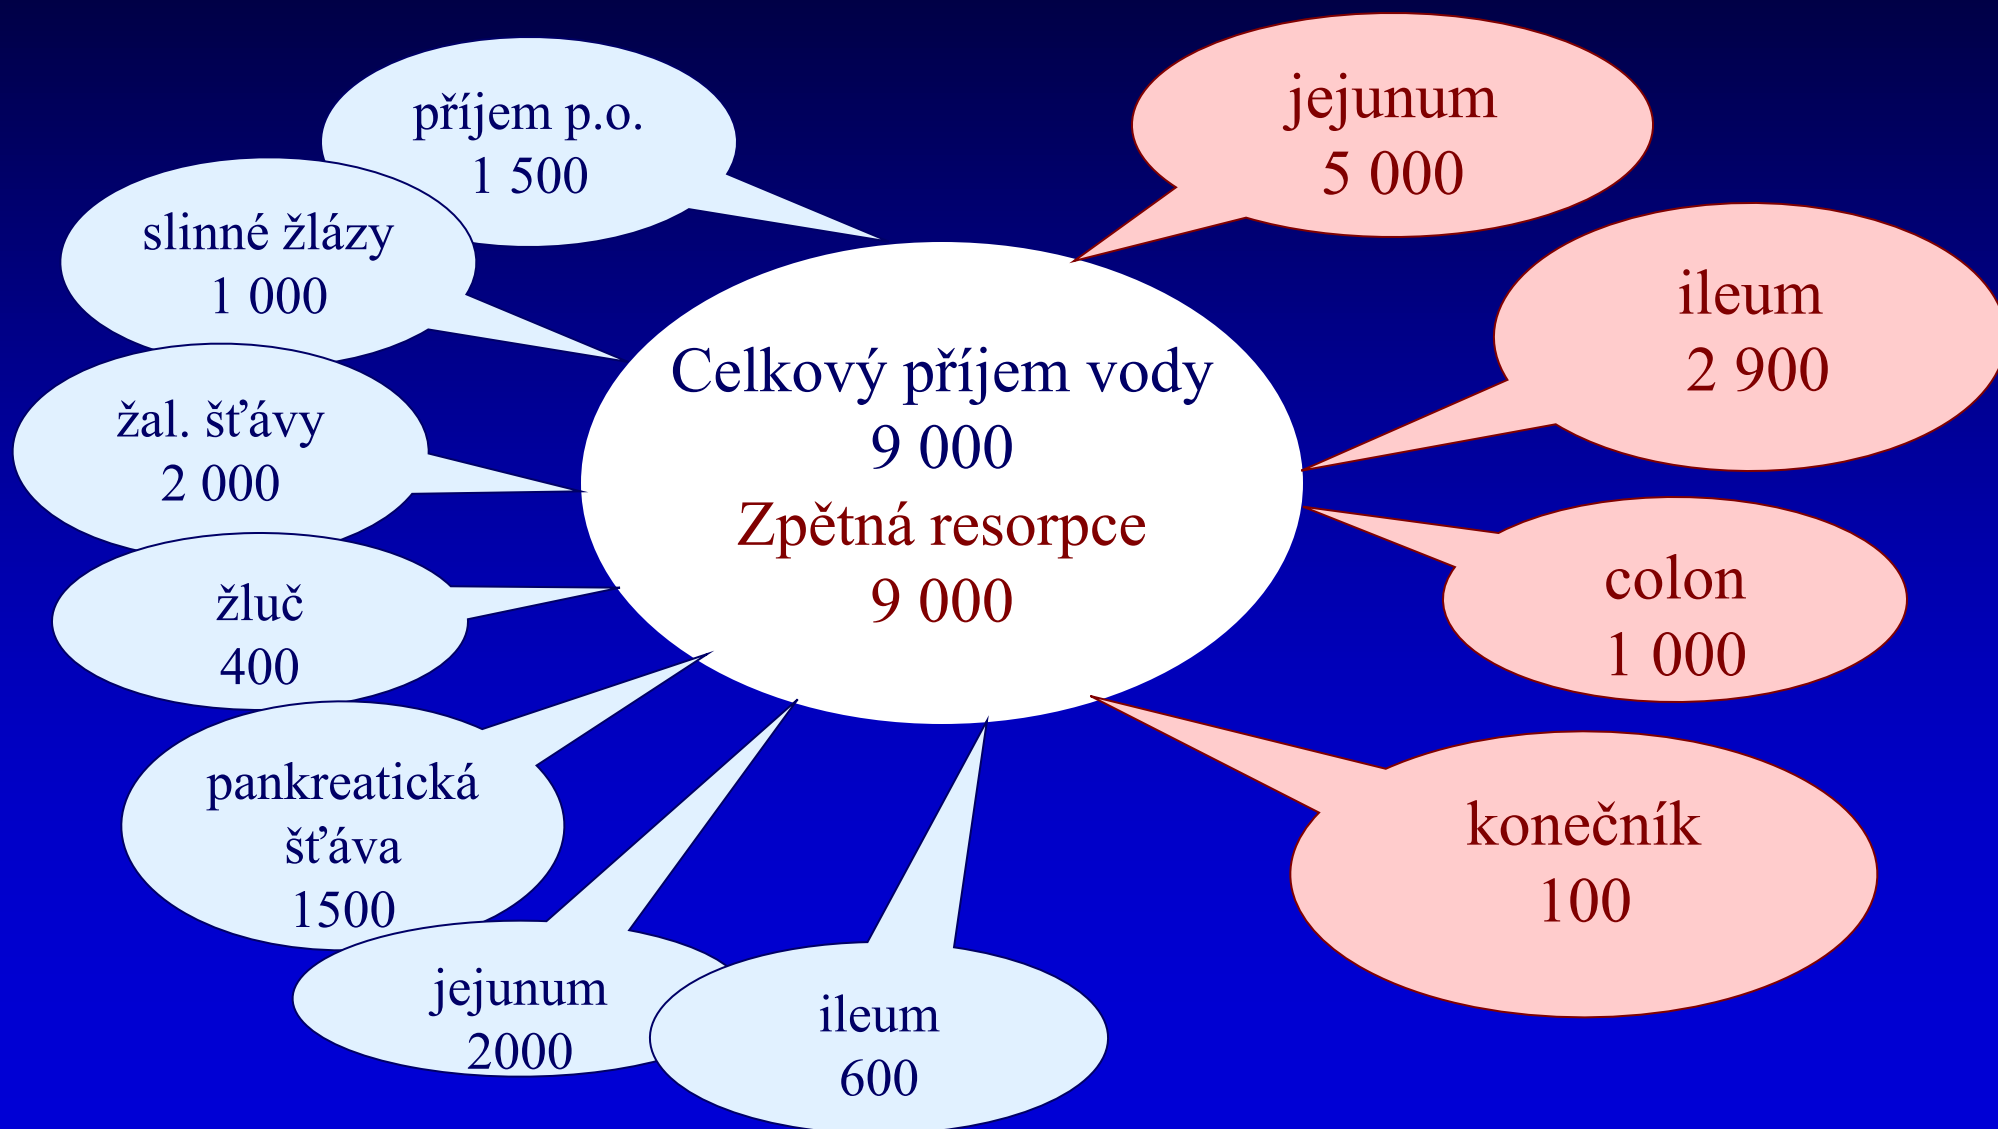 příjem p.o.
1 500
slinné žlázy
1 000
žal. šťávy
2 000
žluč
400
pankreatická
šťáva
1500
jejunum
2000
ileum
600
Celkový příjem vody
9 000
Zpětná resorpce
9 000
jejunum
5 000
ileum
2 900
colon
1 000
konečník
100